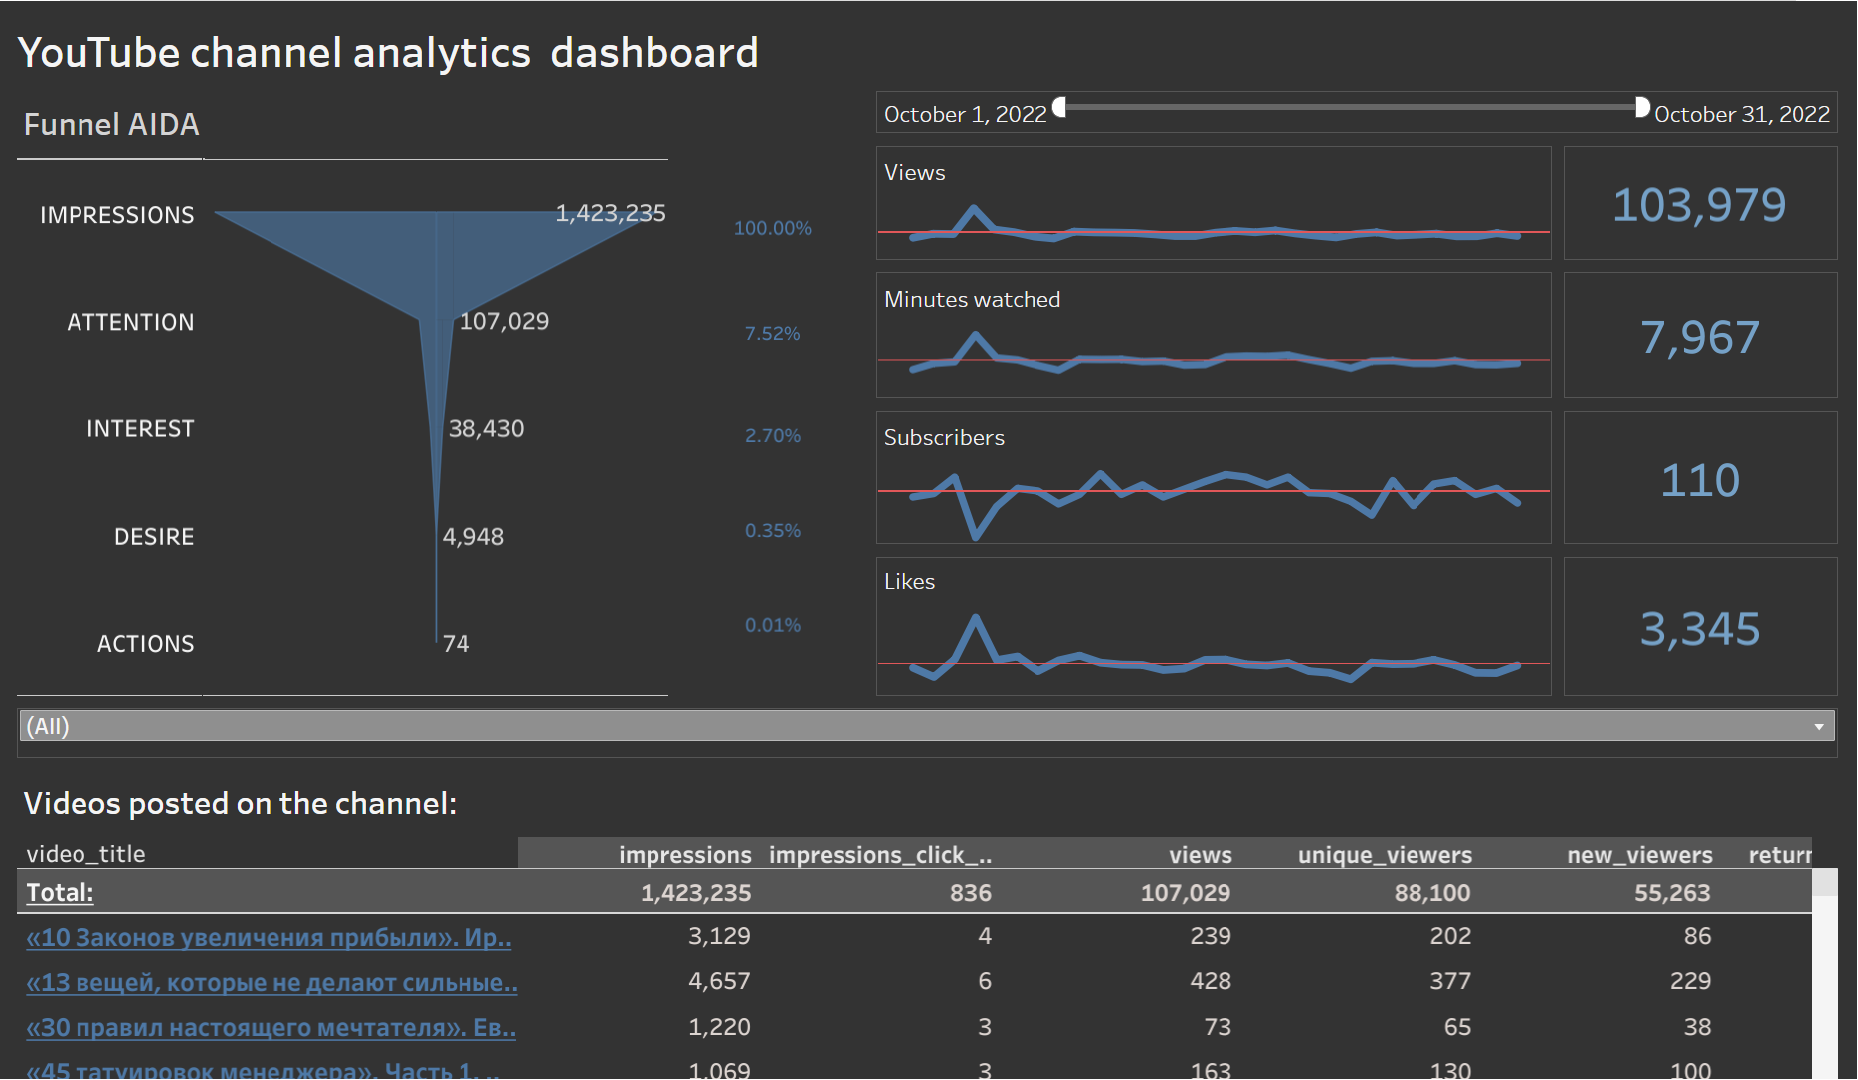 YouTube channel analytics dashboard
Funnel AIDA
October 1, 2022
October 31, 2022
IMPRESSIONS
1,423,235
100.00%
ATTENTION
107,029
7.52%
INTEREST
38,430
2.70%
DESIRE
4,948
0.35%
ACTIONS
74
0.01%
Views
103,979
Minutes watched
7,967
Subscribers
110
Likes
3,345
(All)
Videos posted on the channel:
video_title impressions impressions_click_.. views unique_viewers new_viewers return
Total: 1,423,235 836 107,029 88,100 55,263
«10 Законов увеличения прибыли». Ир.. 3,129 4 239 202 86
«13 вещей, которые не делают сильные.. 4,657 6 428 377 229
«30 правил настоящего мечтателя». Ев.. 1,220 3 73 65 38
«45 татуировок менеджера». Часть 1. .. 1,069 3 163 130 100